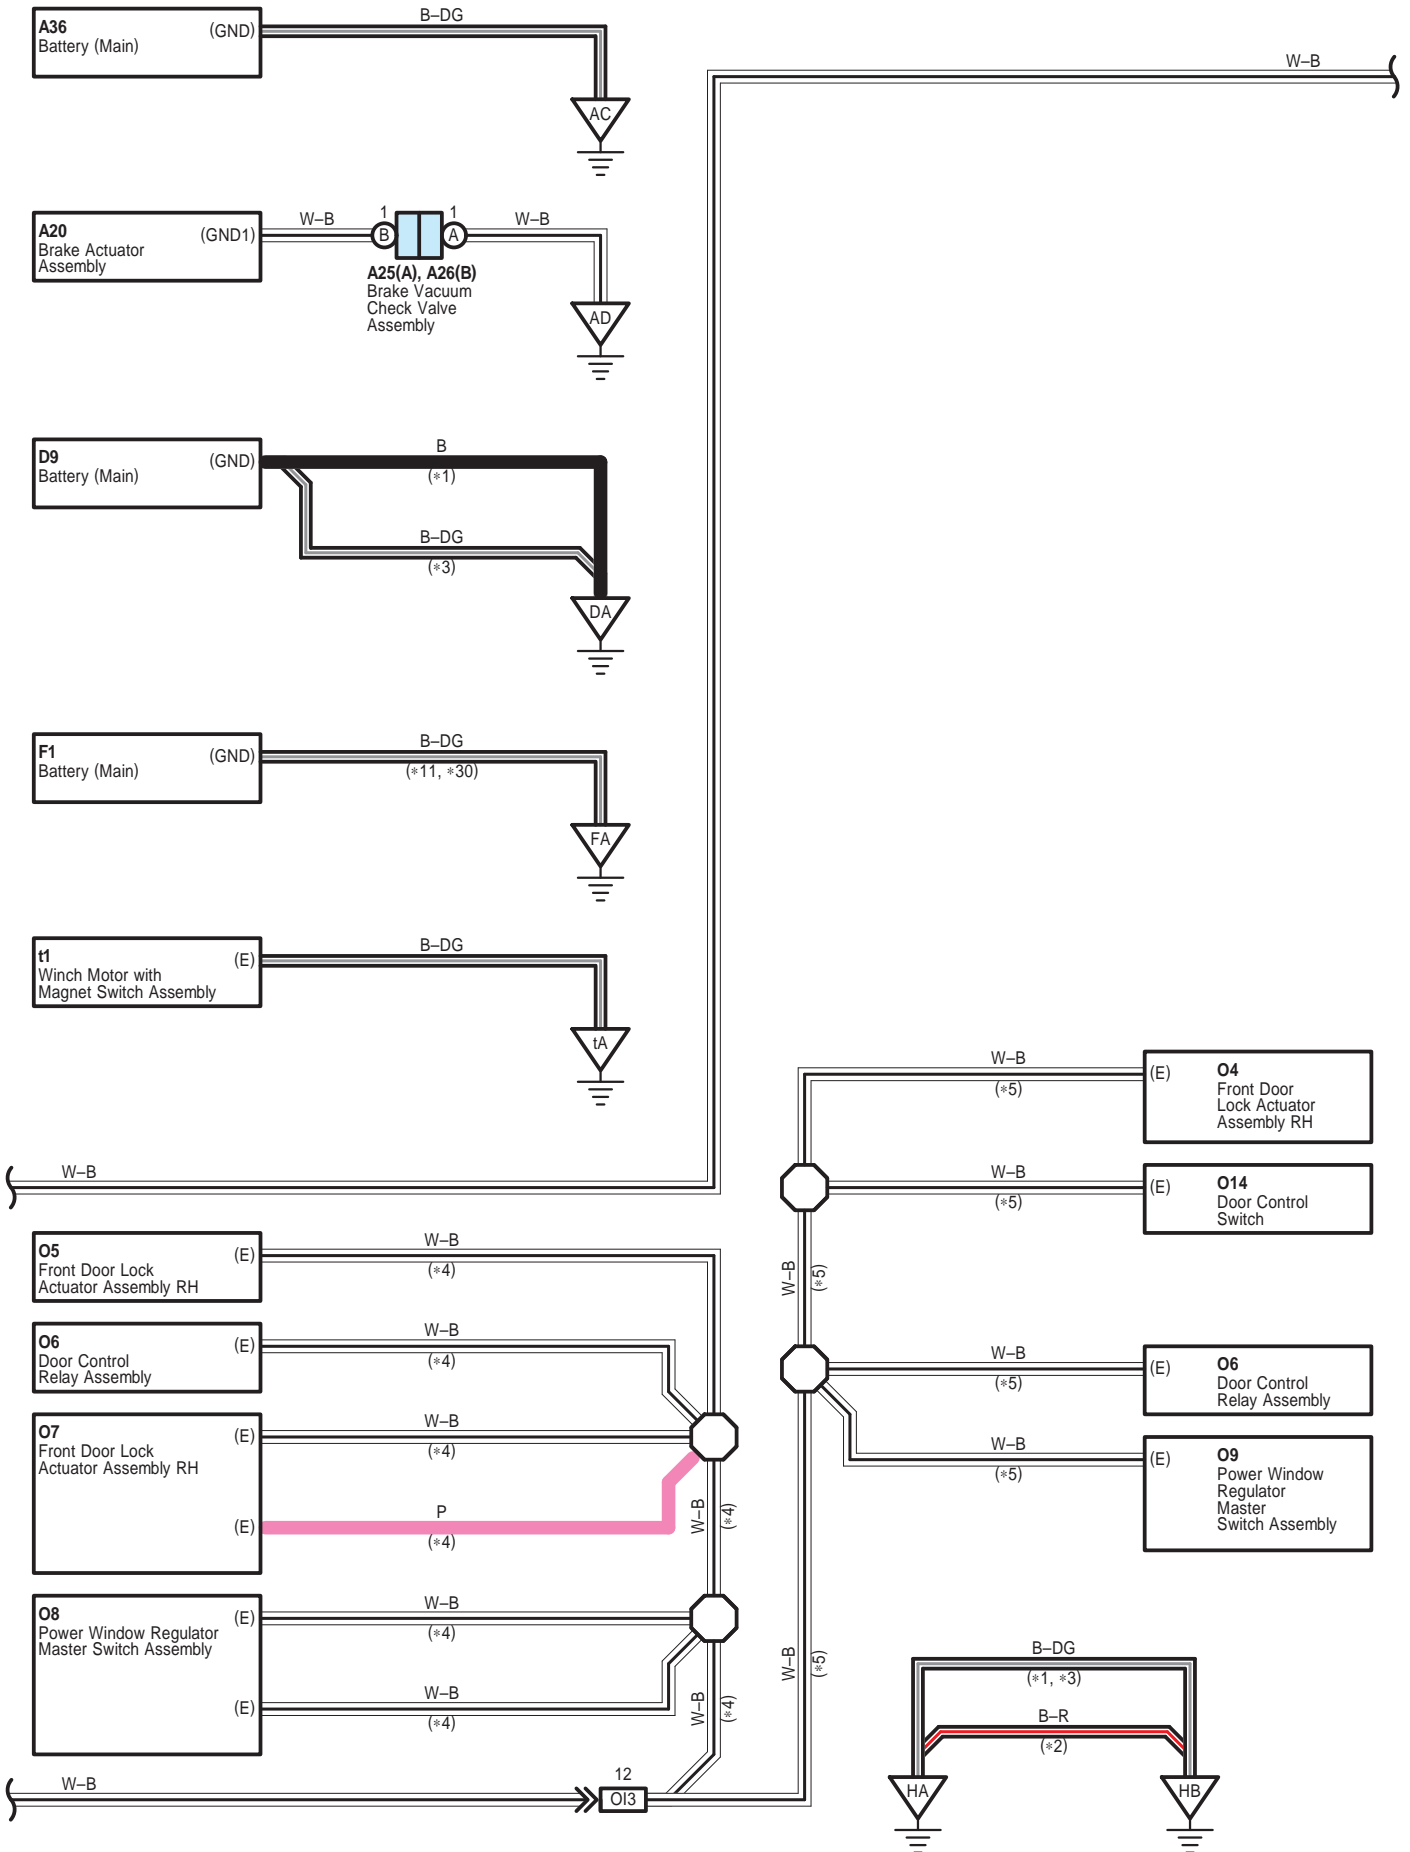 A36
Battery (Main)
(GND)
B–DG
AC
W–B
A20
Brake Actuator
Assembly
(GND1)
W–B
1
B
1
A
W–B
A25(A), A26(B)
Brake Vacuum
Check Valve
Assembly
AD
D9
Battery (Main)
(GND)
B
(*1)
B–DG
(*3)
DA
F1
Battery (Main)
(GND)
B–DG
(*11, *30)
FA
t1
Winch Motor with
Magnet Switch Assembly
(E)
B–DG
tA
W–B
(*5)
(E)
O4
Front Door
Lock Actuator
Assembly RH
W–B
W–B
(*5)
(E)
O14
Door Control
Switch
O5
Front Door Lock
Actuator Assembly RH
(E)
W–B
(*4)
W–B
(*5)
O6
Door Control
Relay Assembly
(E)
W–B
(*4)
W–B
(*5)
(E)
O6
Door Control
Relay Assembly
O7
Front Door Lock
Actuator Assembly RH
(E)
W–B
(*4)
(E)
P
(*4)
W–B
(*4)
W–B
(*5)
(E)
O9
Power Window
Regulator
Master
Switch Assembly
O8
Power Window Regulator
Master Switch Assembly
(E)
W–B
(*4)
(E)
W–B
(*4)
W–B
(*4)
W–B
(*5)
B–DG
(*1, *3)
B–R
(*2)
HA
HB
W–B
12
OI3